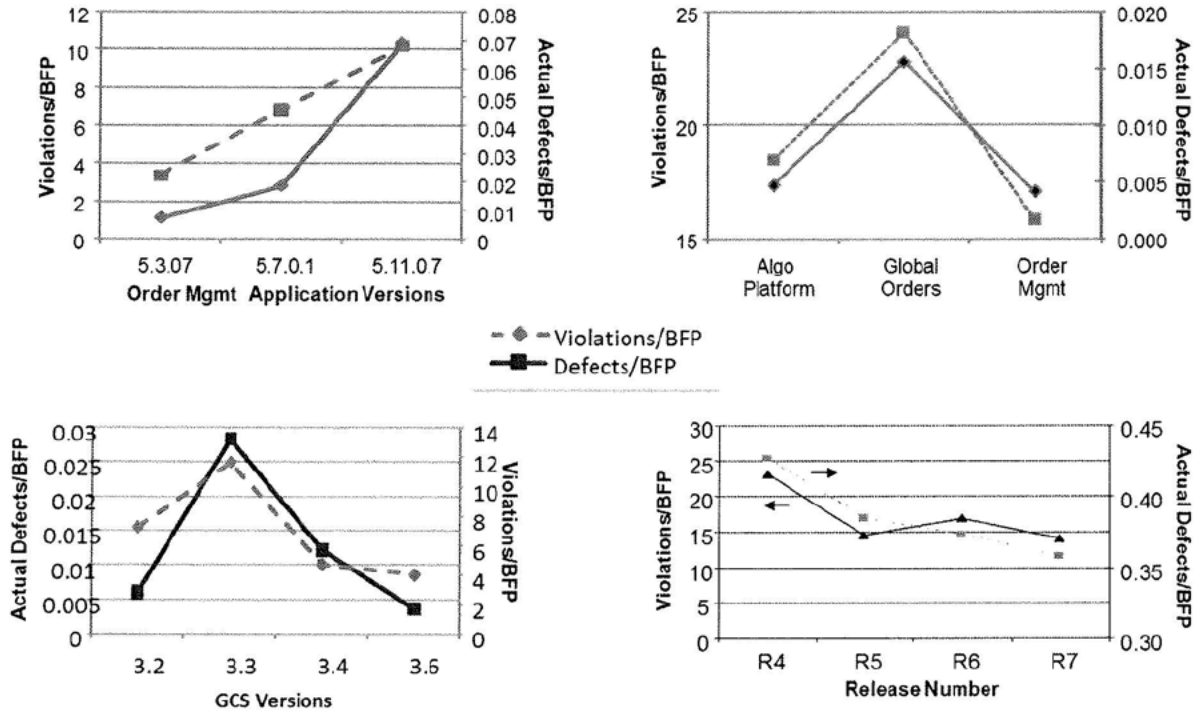 12
10
8
6
4
2
0
Violations/BFP
0.08
0.07
0.06
0.05
0.04
0.03
0.02
0.01
0
Actual Defects/BFP
5.3.07 5.7.0.1 5.11.0.7
Order Mgmt Application Versions
25
20
15
Violations/BFP
0.020
0.015
0.010
0.005
0.000
Actual Defects/BFP
Algo Global Order
Platform Orders Mgmt
Violations/BFP
Defects/BFP
0.03
0.025
0.02
0.015
0.01
0.005
0
Actual Defects/BFP
14
12
10
8
6
4
2
0
Violations/BFP
3.2 3.3 3.4 3.6
GCS Versions
30
25
20
15
10
5
0
Violations/BFP
0.45
0.40
0.35
0.30
Actual Defects/BFP
R4 R5 R6 R7
Release Number